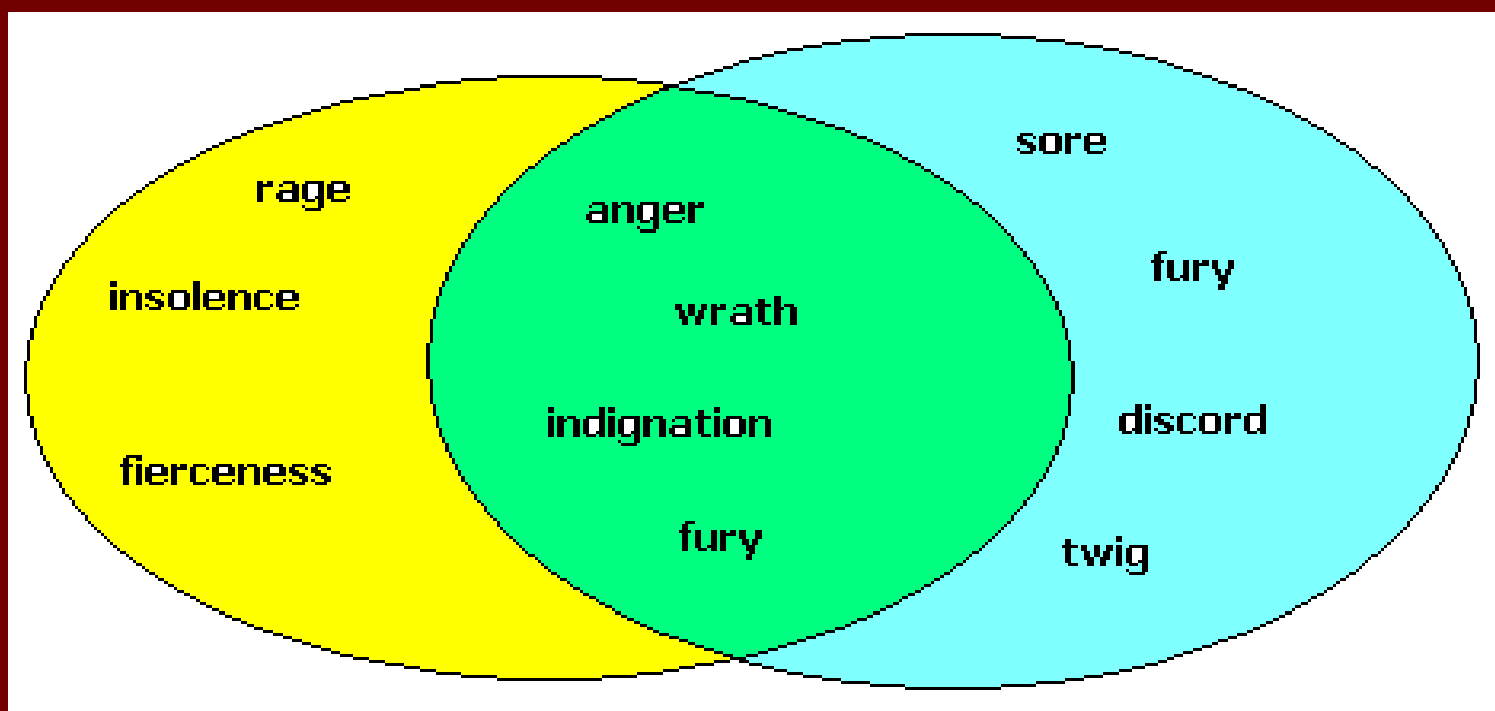 sore
rage
anger
fury
insolence
wrath
discord
indignation
fierceness
fury
twig